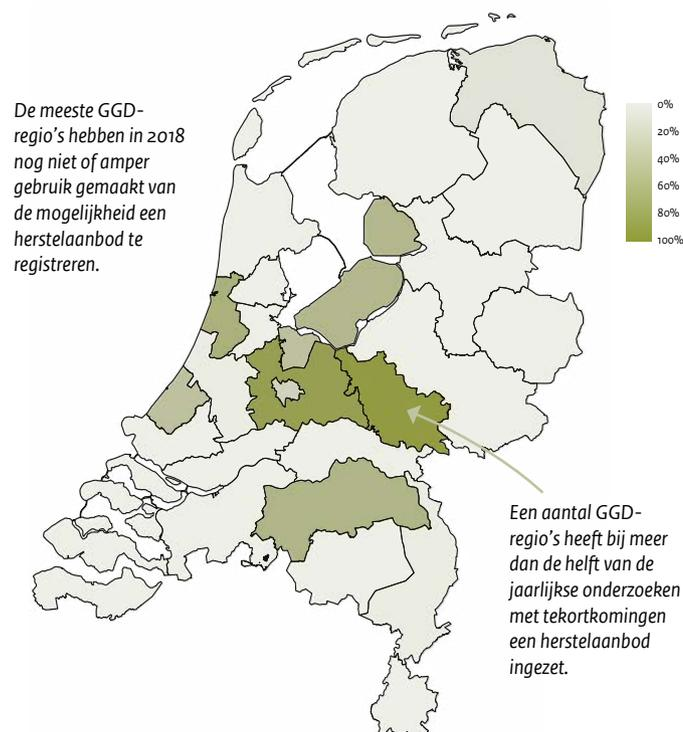 De meeste GGD-
regio's hebben in 2018
nog niet of amper
gebruik gemaakt van
de mogelijkheid een
herstelaanbod te
registreren.
0%
20%
40%
60%
80%
100%
Een aantal GGD-
regio's heeft bij meer
dan de helft van de
jaarlijkse onderzoeken
met tekortkomingen
een herstelaanbod
ingezet.